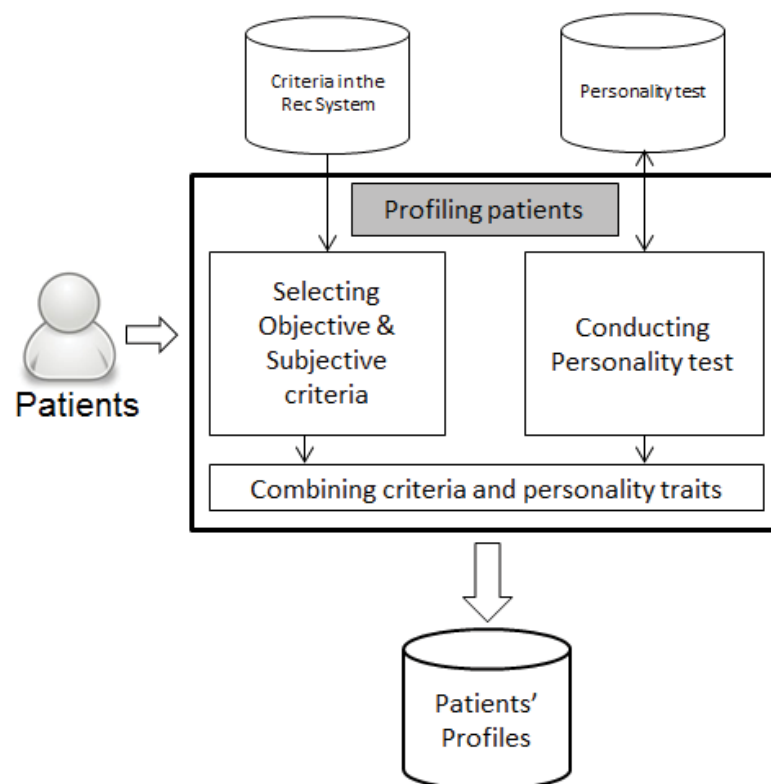 Criteria in the
Rec System
Personality test
Profiling patients
Selecting
Objective &
Subjective
criteria
Conducting
Personality test
Patients
Combining criteria and personality traits
Patients’
Profiles